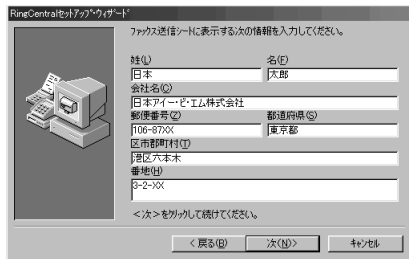 RingCentralセットアップ・ウィザード
ファックス送信シートに表示する次の情報を入力してください。
姓(L) 名(F)
日本 太郎
会社名(C)
日本アイ・ビ・エム株式会社
郵便番号(Z) 都道府県(S)
106-87XX 東京都
区市郡町村(T)
港区六本木
番地(H)
3-2-XX
<次>をクリックして続けてください。
<戻る(B) 次(N)> キャンセル